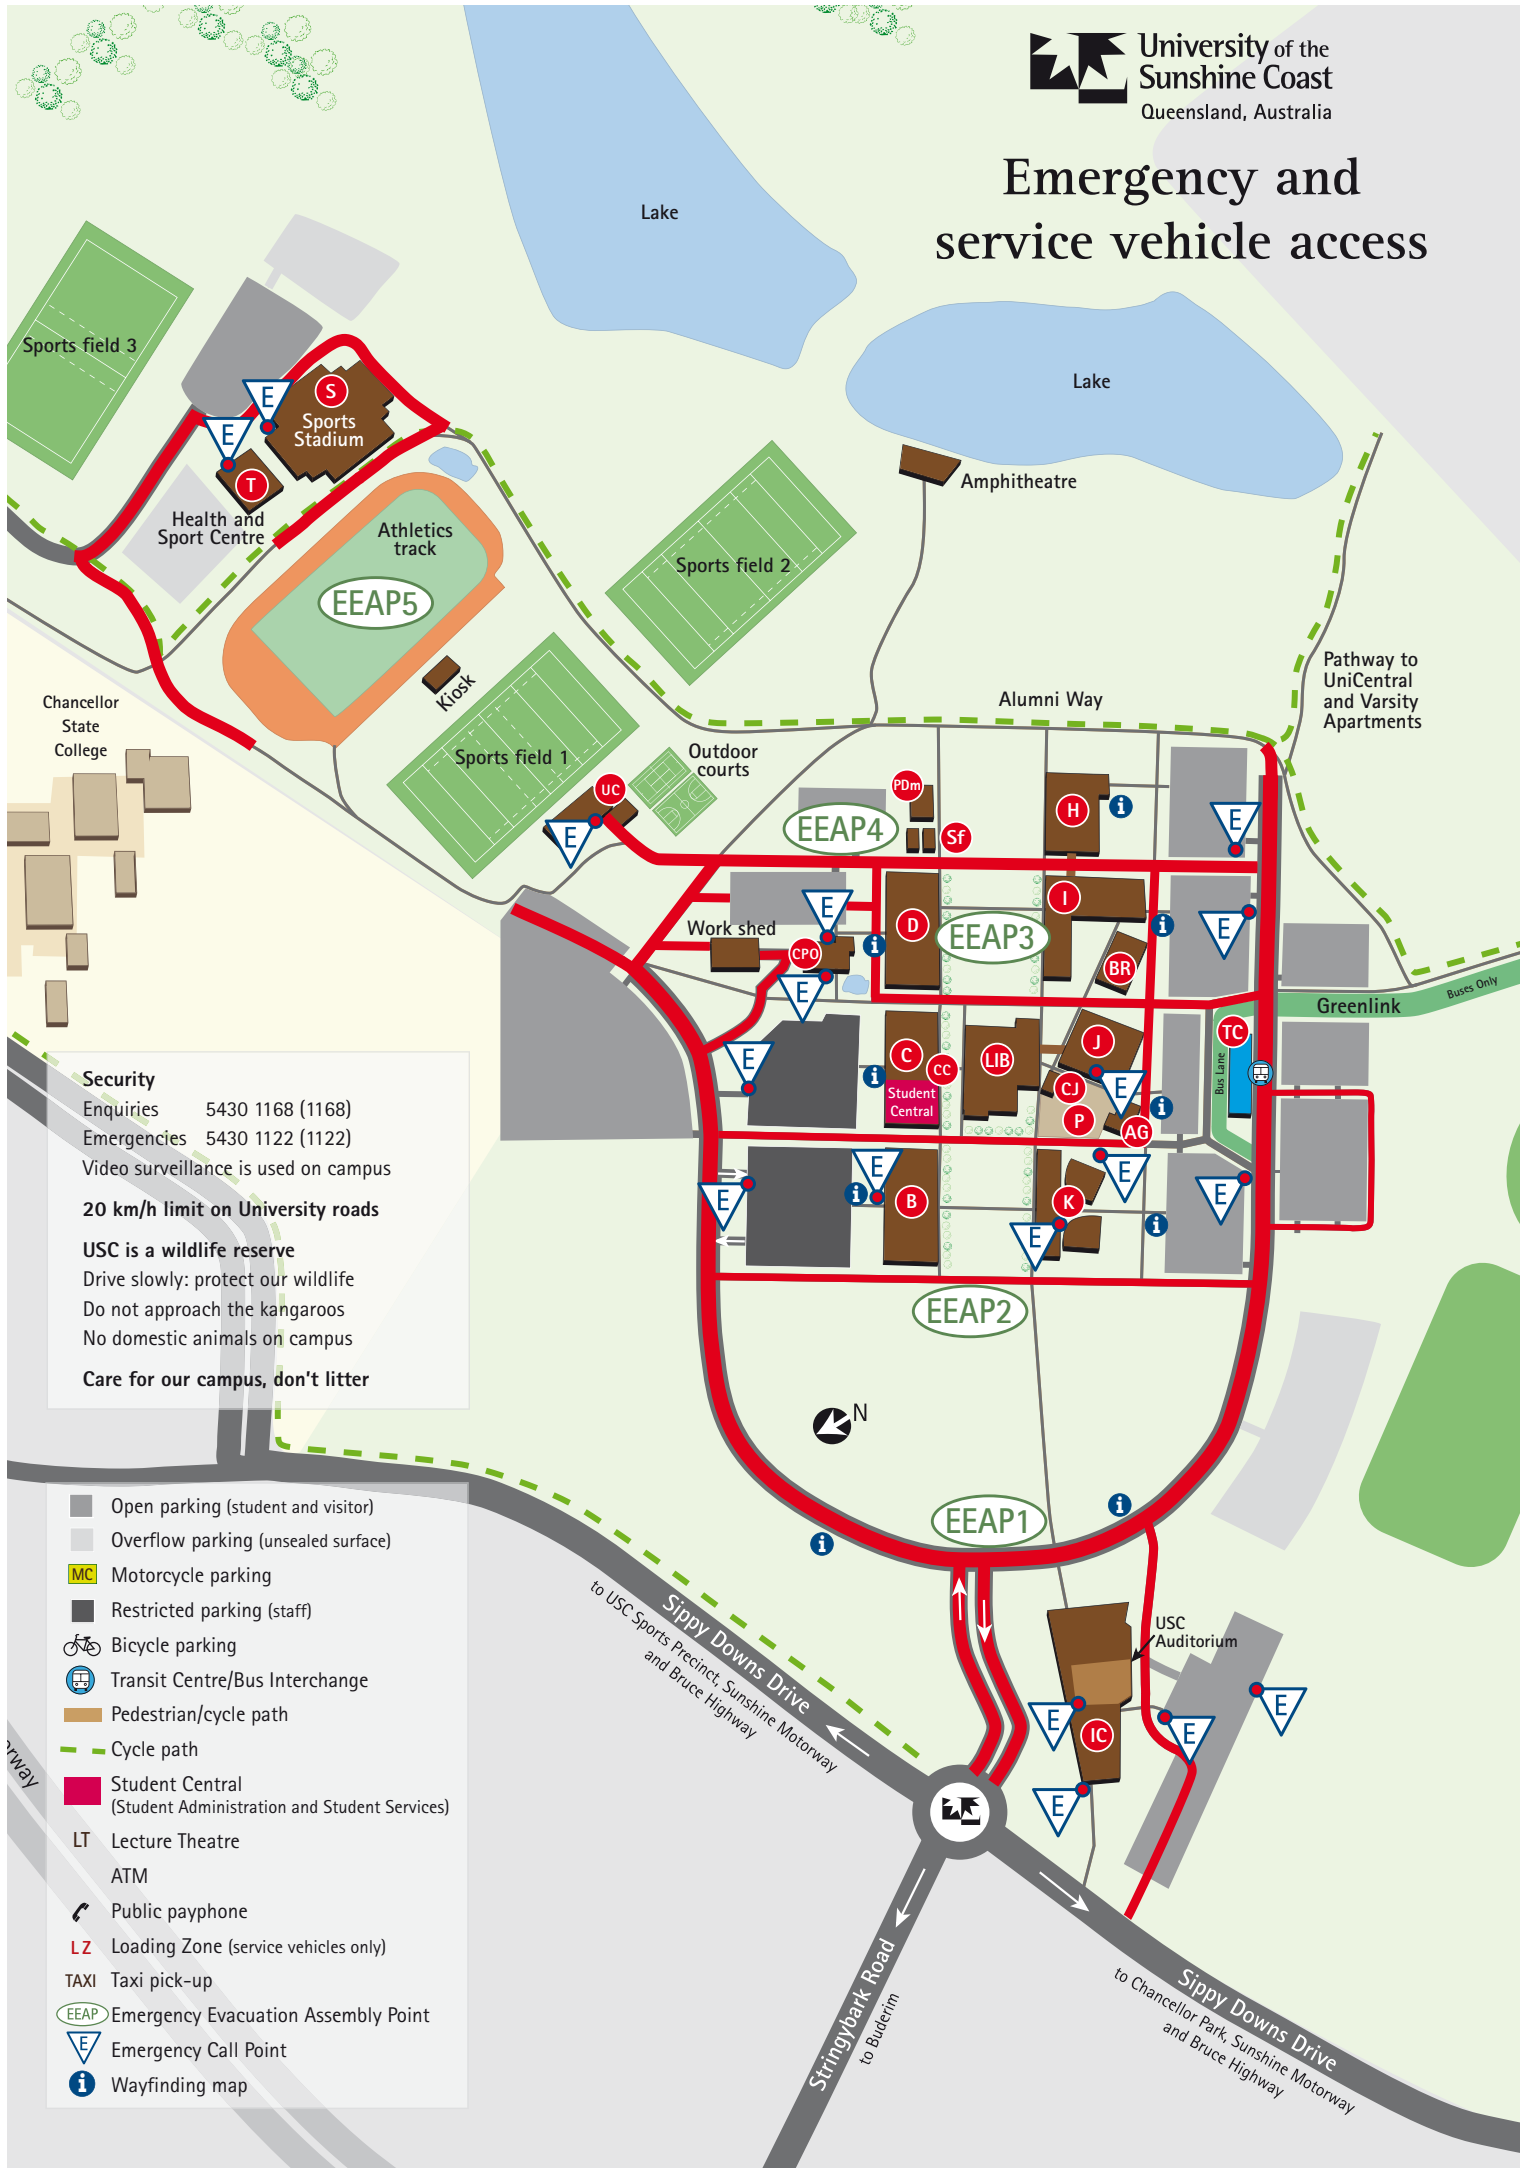 University of the
Sunshine Coast
Queensland, Australia
Emergency and
service vehicle access
Lake
Lake
Sports field 3
E
E
S
Sports
Stadium
T
Health and
Sport Centre
Athletics
track
EEAP5
Sports field 2
Amphitheatre
Kiosk
Chancellor
State
College
Sports field 1
Outdoor
courts
Alumni Way
Pathway to
UniCentral
and Varsity
Apartments
UC
E
PDm
Sf
H
i
E
EEAP4
E
Work shed
CPO
E
i
D
EEAP3
I
BR
i
E
Greenlink
Buses Only
E
i
C
CC
Student
Central
LIB
J
CJ
P
E
AG
i
TC
Bus Lane
E
E
i
B
K
E
E
i
E
EEAP2
N
EEAP1
i
i
Security
Enquiries 5430 1168 (1168)
Emergencies 5430 1122 (1122)
Video surveillance is used on campus
20 km/h limit on University roads
USC is a wildlife reserve
Drive slowly: protect our wildlife
Do not approach the kangaroos
No domestic animals on campus
Care for our campus, don't litter
Open parking (student and visitor)
Overflow parking (unsealed surface)
MC Motorcycle parking
Restricted parking (staff)
Bicycle parking
Transit Centre/Bus Interchange
Pedestrian/cycle path
Cycle path
Student Central
(Student Administration and Student Services)
LT Lecture Theatre
ATM
Public payphone
LZ Loading Zone (service vehicles only)
TAXI Taxi pick-up
EEAP Emergency Evacuation Assembly Point
E Emergency Call Point
i Wayfinding map
Sippy Downs Drive
to USC Sports Precinct, Sunshine Motorway
and Bruce Highway
USC
Auditorium
E
IC
E
E
E
Stringybark Road
to Buderim
Sippy Downs Drive
to Chancellor Park, Sunshine Motorway
and Bruce Highway